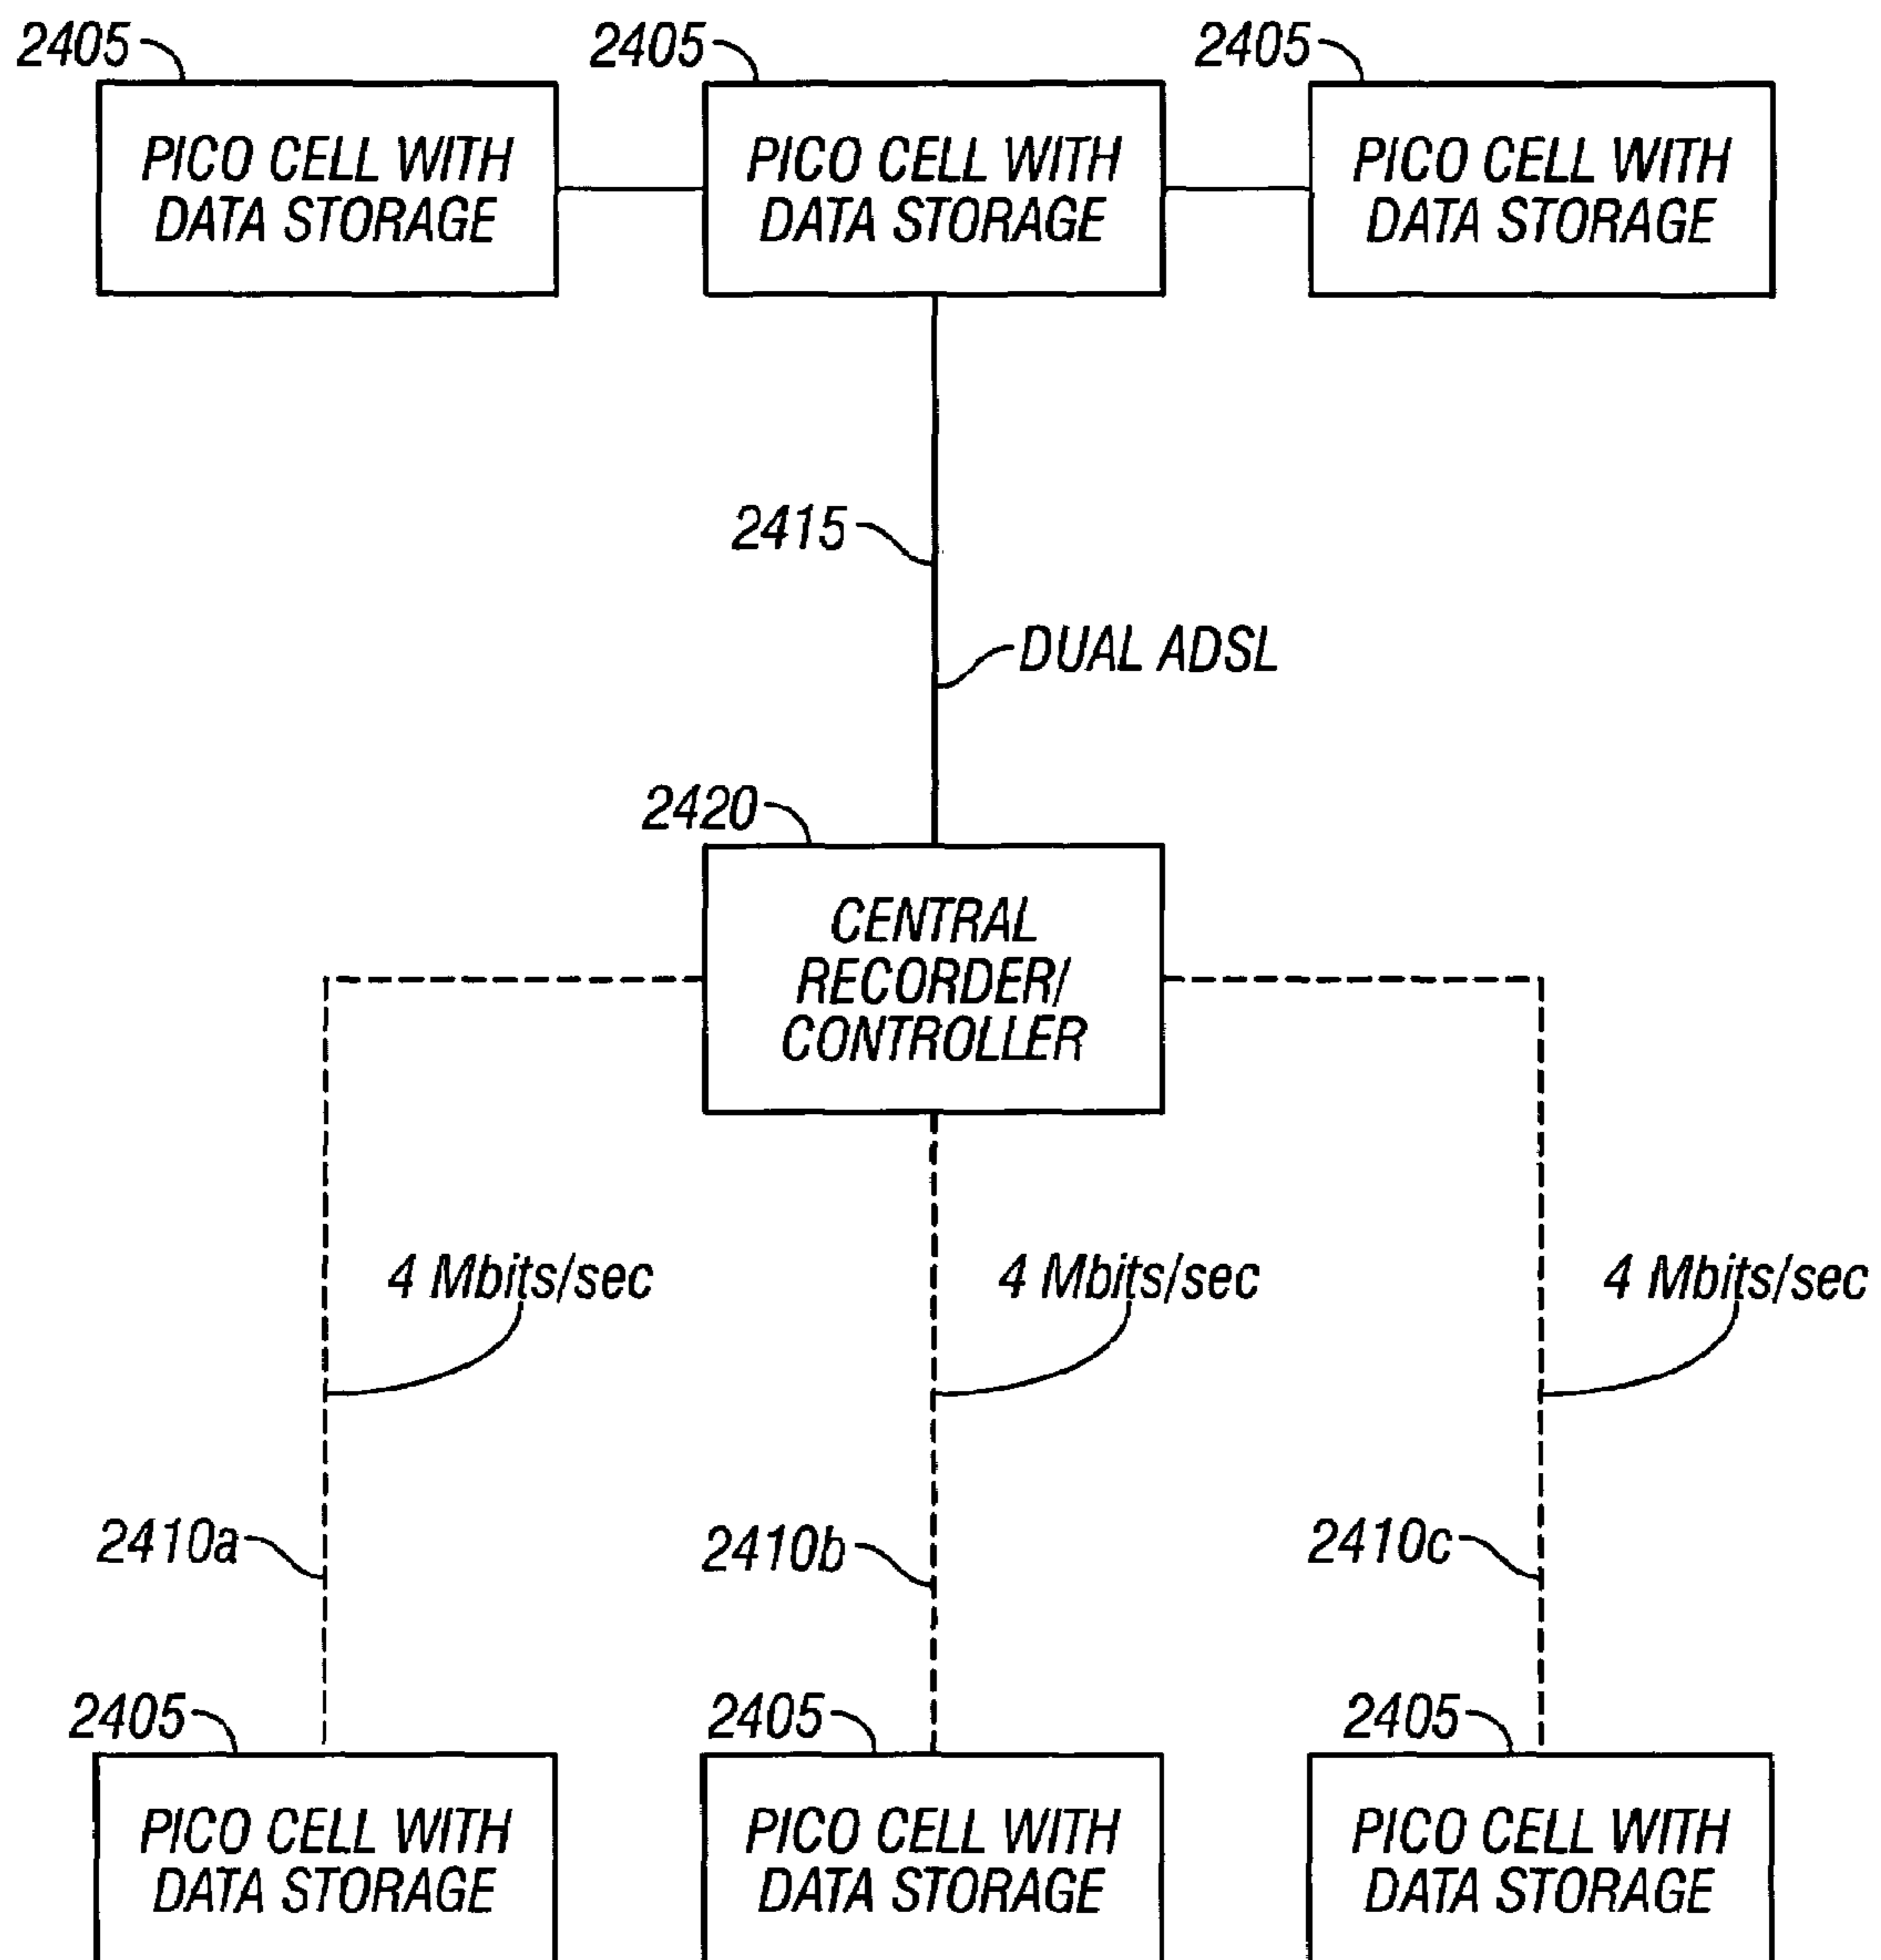 2405
2405
2405
PICO CELL WITH
DATA STORAGE
PICO CELL WITH
DATA STORAGE
PICO CELL WITH
DATA STORAGE
2415
DUAL ADSL
2420
CENTRAL
RECORDER/
CONTROLLER
4 Mbits/sec
4 Mbits/sec
4 Mbits/sec
2410a
2410b
2410c
2405
2405
2405
PICO CELL WITH
DATA STORAGE
PICO CELL WITH
DATA STORAGE
PICO CELL WITH
DATA STORAGE